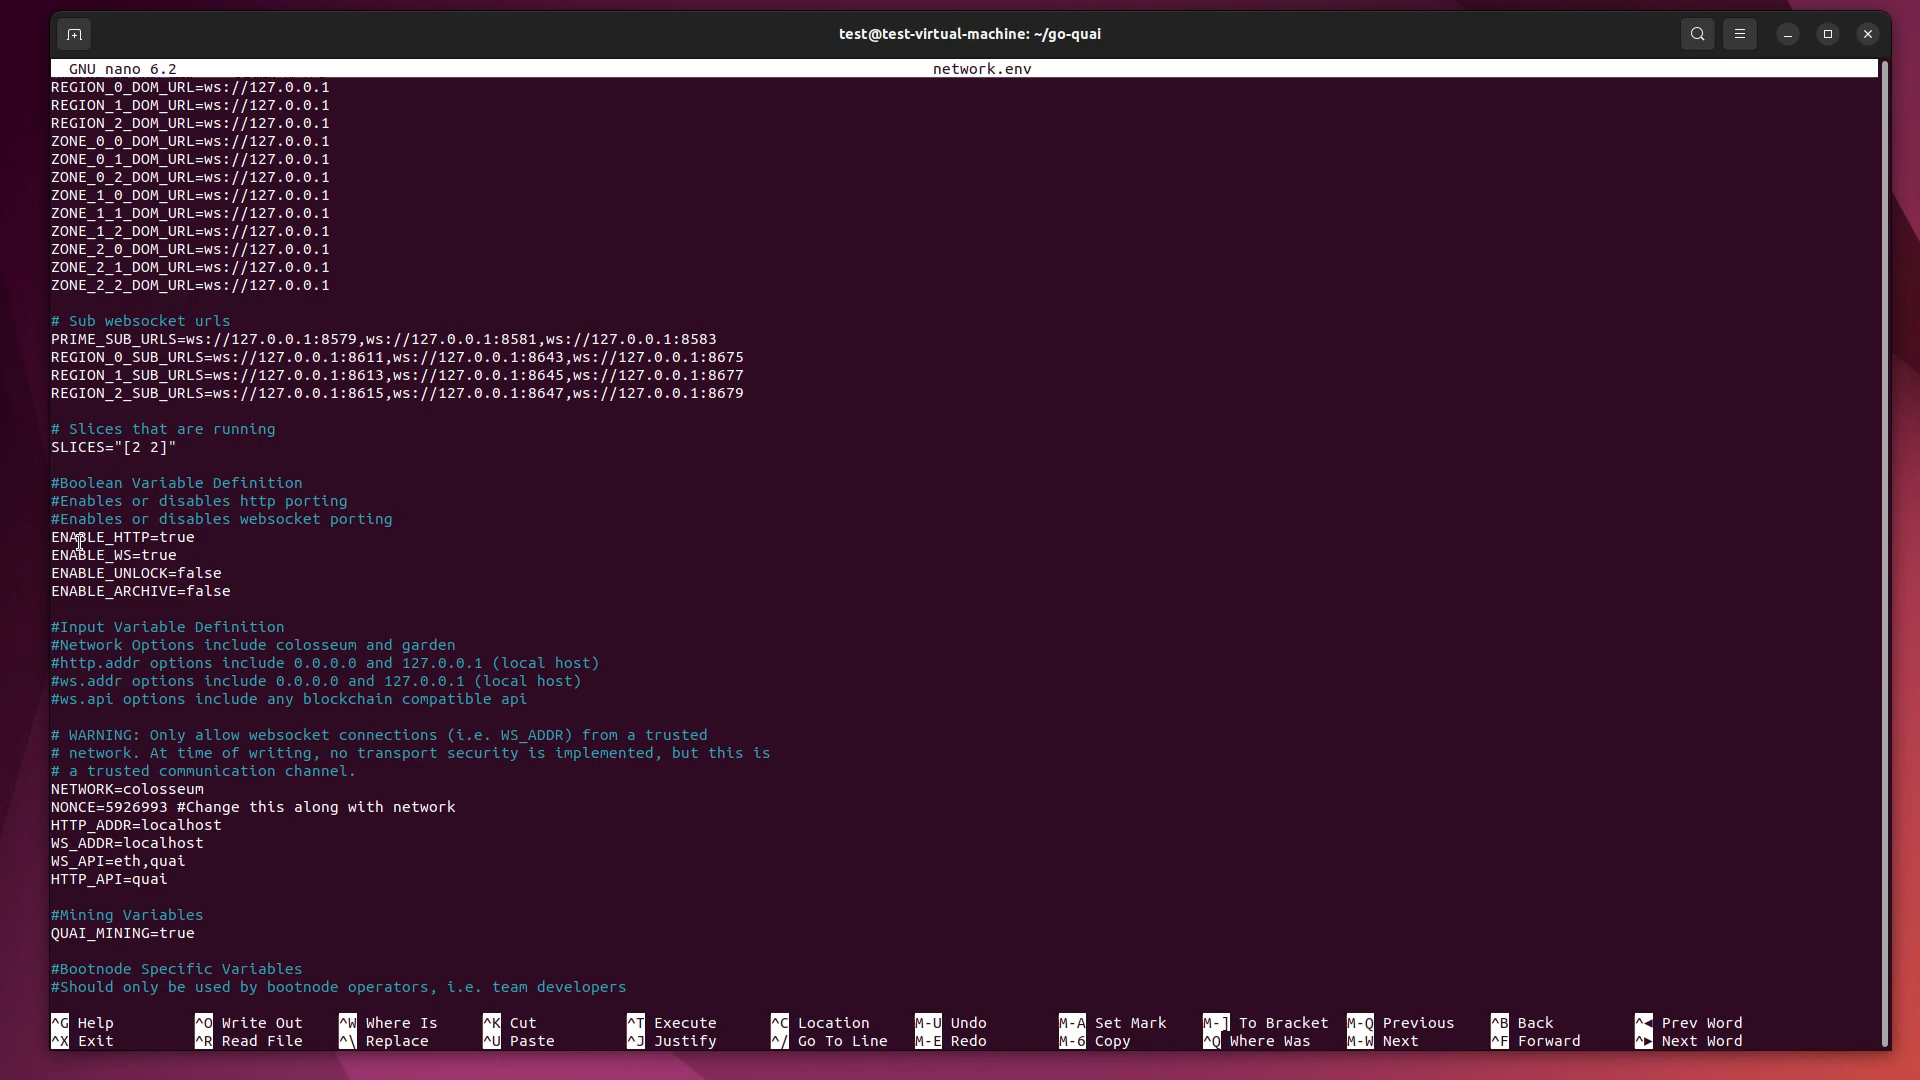 test@test-virtual-machine: ~/go-quai
GNU nano 6.2 network.env
REGION_0_DOM_URL=ws://127.0.0.1
REGION_1_DOM_URL=ws://127.0.0.1
REGION_2_DOM_URL=ws://127.0.0.1
ZONE_0_0_DOM_URL=ws://127.0.0.1
ZONE_0_1_DOM_URL=ws://127.0.0.1
ZONE_0_2_DOM_URL=ws://127.0.0.1
ZONE_1_0_DOM_URL=ws://127.0.0.1
ZONE_1_1_DOM_URL=ws://127.0.0.1
ZONE_1_2_DOM_URL=ws://127.0.0.1
ZONE_2_0_DOM_URL=ws://127.0.0.1
ZONE_2_1_DOM_URL=ws://127.0.0.1
ZONE_2_2_DOM_URL=ws://127.0.0.1
# Sub websocket urls
PRIME_SUB_URLS=ws://127.0.0.1:8579,ws://127.0.0.1:8581,ws://127.0.0.1:8583
REGION_0_SUB_URLS=ws://127.0.0.1:8611,ws://127.0.0.1:8643,ws://127.0.0.1:8675
REGION_1_SUB_URLS=ws://127.0.0.1:8613,ws://127.0.0.1:8645,ws://127.0.0.1:8677
REGION_2_SUB_URLS=ws://127.0.0.1:8615,ws://127.0.0.1:8647,ws://127.0.0.1:8679
# Slices that are running
SLICES="[2 2]"
#Boolean Variable Definition
#Enables or disables http porting
#Enables or disables websocket porting
ENABLE_HTTP=true
ENABLE_WS=true
ENABLE_UNLOCK=false
ENABLE_ARCHIVE=false
#Input Variable Definition
#Network Options include colosseum and garden
#http.addr options include 0.0.0.0 and 127.0.0.1 (local host)
#ws.addr options include 0.0.0.0 and 127.0.0.1 (local host)
#ws.api options include any blockchain compatible api
# WARNING: Only allow websocket connections (i.e. WS_ADDR) from a trusted
# network. At time of writing, no transport security is implemented, but this is
# a trusted communication channel.
NETWORK=colosseum
NONCE=5926993 #Change this along with network
HTTP_ADDR=localhost
WS_ADDR=localhost
WS_API=eth,quai
HTTP_API=quai
#Mining Variables
QUAI_MINING=true
#Bootnode Specific Variables
#Should only be used by bootnode operators, i.e. team developers
^G Help ^O Write Out ^W Where Is ^K Cut ^T Execute ^C Location M-U Undo M-A Set Mark M-] To Bracket M-Q Previous ^B Back ^◀ Prev Word
^X Exit ^R Read File ^\ Replace ^U Paste ^J Justify ^/ Go To Line M-E Redo M-6 Copy ^Q Where Was M-W Next ^F Forward ^▶ Next Word